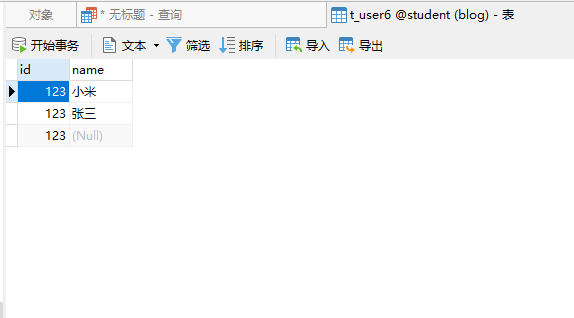 对象 * 无标题 - 查询 t_user6 @student (blog) - 表
开始事务 文本 筛选 排序 导入 导出
id name
123 小米
123 张三
123 (Null)